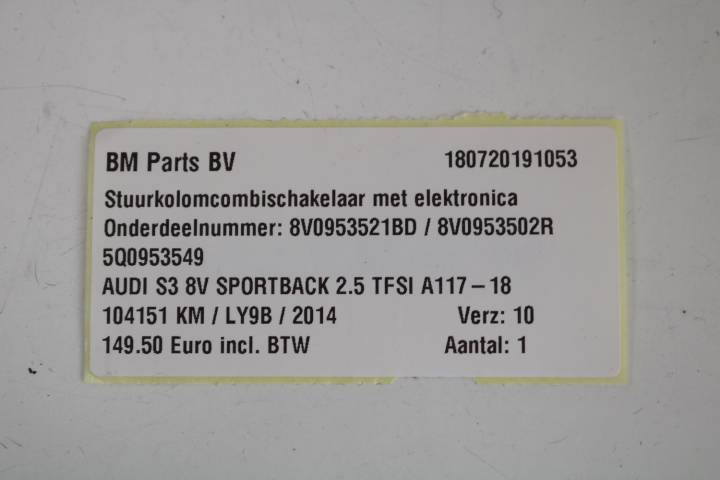 BM Parts BV 180720191053
Stuurkolomcombischakelaar met elektronica
Onderdeelnummer: 8V0953521BD / 8V0953502R
5Q0953549
AUDI S3 8V SPORTBACK 2.5 TFSI A117-18
104151 KM / LY9B / 2014 Verz: 10
149.50 Euro incl. BTW Aantal: 1